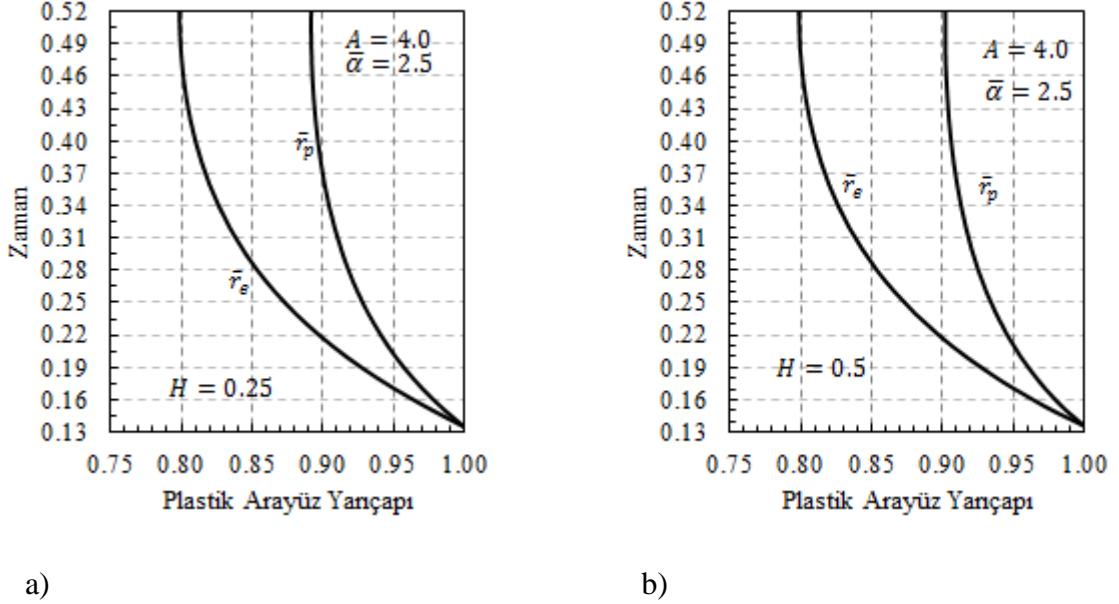 0.52
0.49
0.46
0.43
0.40
0.37
0.34
0.31
0.28
0.25
0.22
0.19
0.16
0.13
Zaman
A = 4.0
ᾱ = 2.5
r̄ₚ
r̄ₑ
H = 0.25
0.75 0.80 0.85 0.90 0.95 1.00
Plastik Arayüz Yarıçapı
a)
0.52
0.49
0.46
0.43
0.40
0.37
0.34
0.31
0.28
0.25
0.22
0.19
0.16
0.13
Zaman
A = 4.0
ᾱ = 2.5
r̄ₑ
r̄ₚ
H = 0.5
0.75 0.80 0.85 0.90 0.95 1.00
Plastik Arayüz Yarıçapı
b)